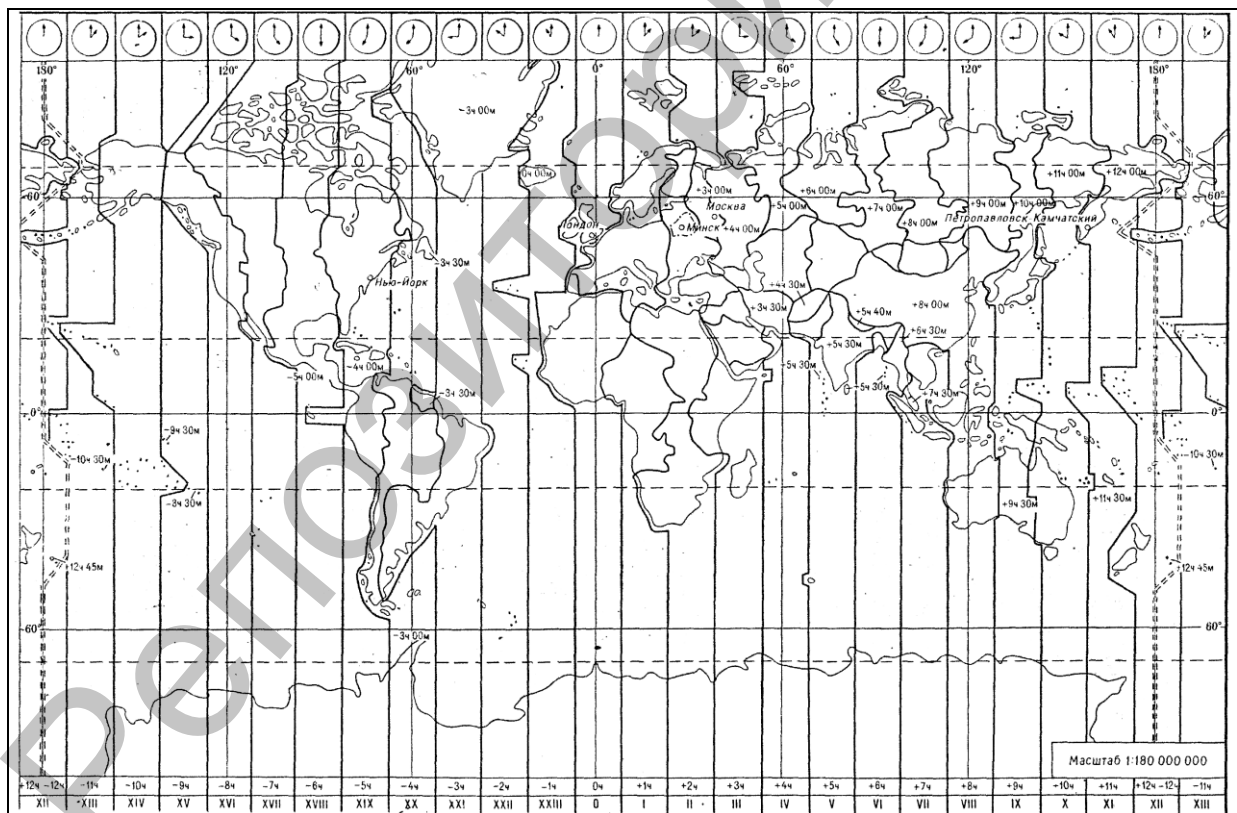 180° 120° 60° 0° 60° 120° 180°
-3ч 00м
0ч 00м
+3ч 00м
+6ч 00м
+11ч 00м
+12ч 00м
60°
60°
Москва
+5ч 00м
+7ч 00м
+9ч 00м
+10ч 00м
Лондон
Минск
+4ч 00м
+8ч 00м
Петропавловск-Камчатский
-3ч 30м
Нью-Йорк
+4ч 30м
+3ч 30м
+8ч 00м
+5ч 40м
+6ч 30м
+5ч 30м
-5ч 00м
-4ч 00м
-3ч 30м
+5ч 30м
+5ч 30м
+7ч 30м
0°
0°
-9ч 30м
-10ч 30м
-10ч 30м
-8ч 30м
+9ч 30м
+11ч 30м
+12ч 45м
+12ч 45м
60°
-3ч 00м
60°
Масштаб 1:180 000 000
+12ч -12ч -11ч -10ч -9ч -8ч -7ч -6ч -5ч -4ч -3ч -2ч -1ч 0ч +1ч +2ч +3ч +4ч +5ч +6ч +7ч +8ч +9ч +10ч +11ч +12ч -12ч -11ч
XII XIII XIV XV XVI XVII XVIII XIX XX XXI XXII XXIII 0 I II III IV V VI VII VIII IX X XI XII XIII
Репозитори